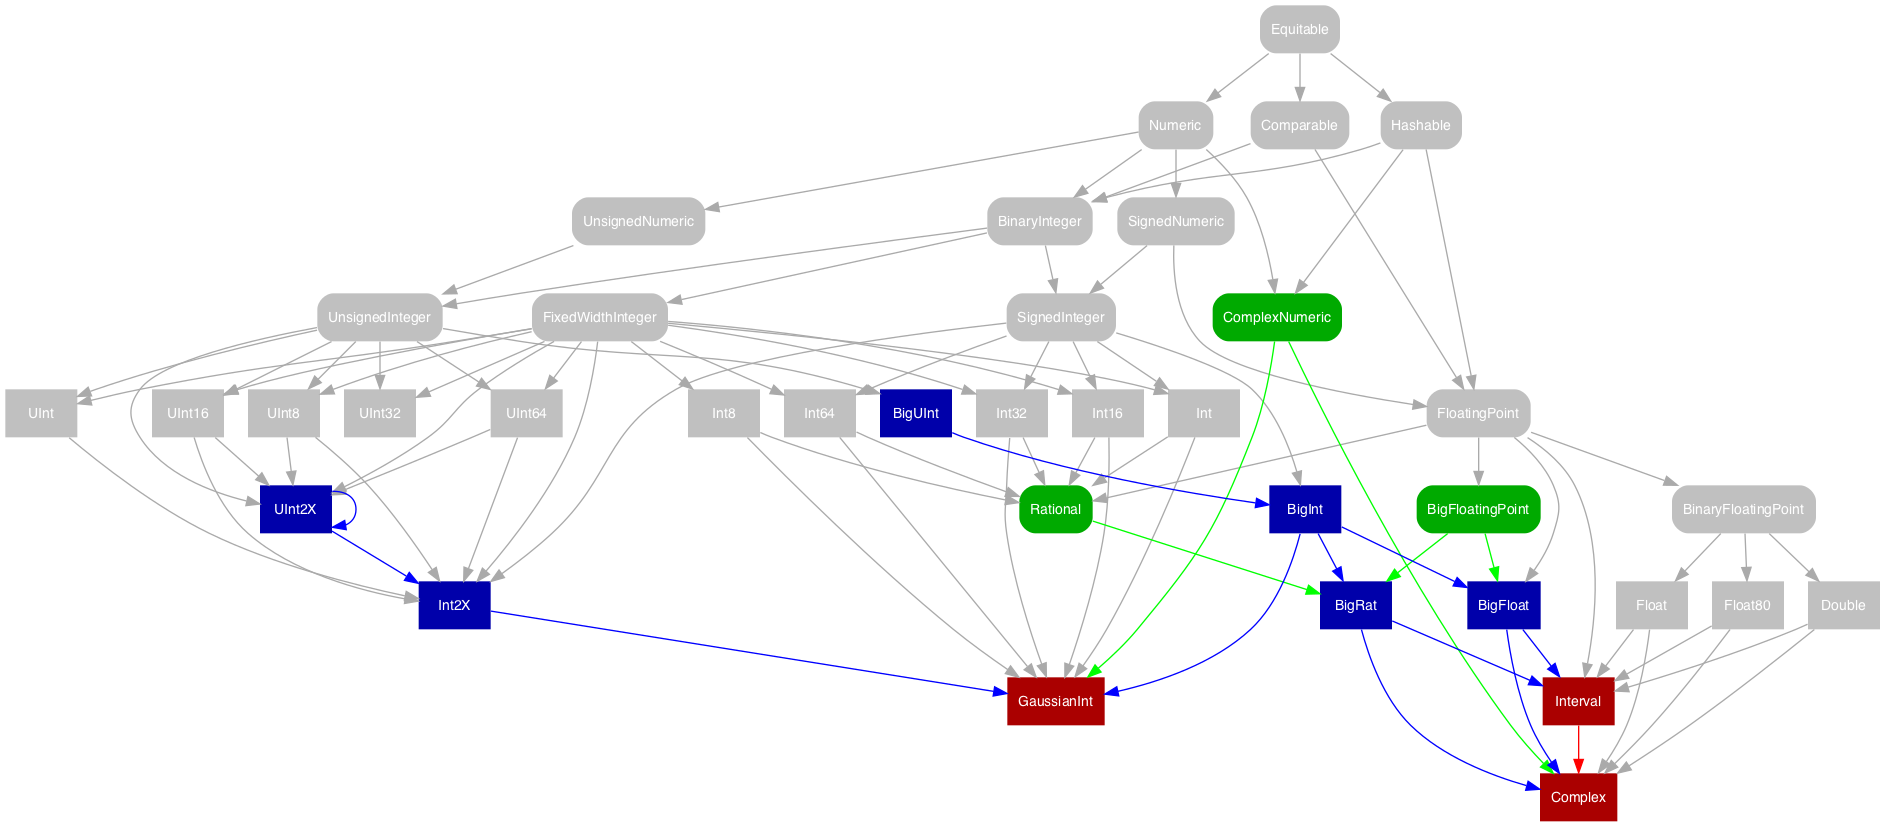 Equitable
Numeric
Comparable
Hashable
UnsignedNumeric
BinaryInteger
SignedNumeric
UnsignedInteger
FixedWidthInteger
SignedInteger
ComplexNumeric
UInt
UInt16
UInt8
UInt32
UInt64
Int8
Int64
BigUInt
Int32
Int16
Int
FloatingPoint
UInt2X
Rational
BigInt
BigFloatingPoint
BinaryFloatingPoint
Int2X
BigRat
BigFloat
Float
Float80
Double
GaussianInt
Interval
Complex